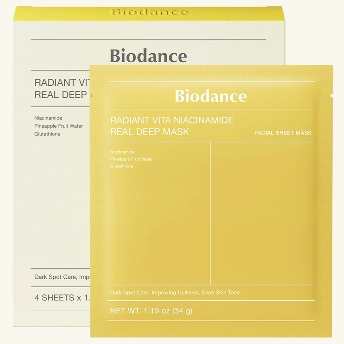 Biodance
Biodance
RADIANT VIT
REAL DEEP
Niacinamide
Pineapple Fruit Water
Glutathione
Dark Spot Care, Imp
4 SHEETS x 1.
Biodance
RADIANT VITA NIACINAMIDE
REAL DEEP MASK
FACIAL SHEET MASK
Niacinamide
Pineapple Fruit Water
Glutathione
Dark Spot Care, Improving Dullness, Even Skin Tone
NET WT. 1.19 oz (34 g)